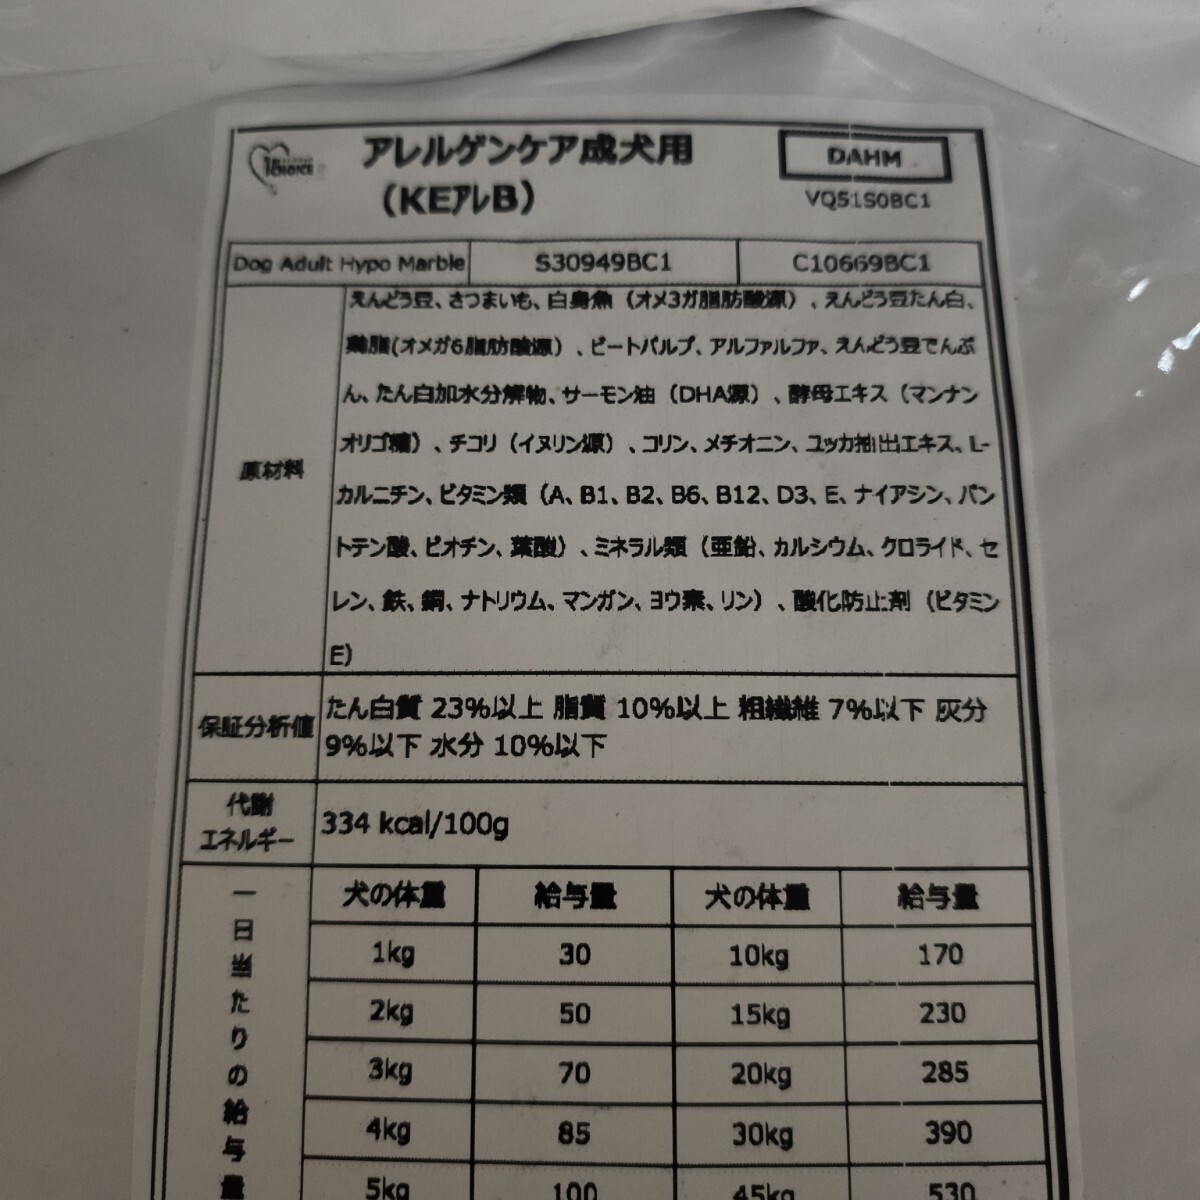 1ST CHOICE
アレルゲンケア成犬用
（KEアレB）
DAHM
VQ51S0BC1
Dog Adult Hypo Marble S30949BC1 C10669BC1
原材料
えんどう豆、さつまいも、白身魚（オメ3ガ脂肪酸源）、えんどう豆たん白、
鶏脂(オメガ6脂肪酸源）、ビートパルプ、アルファルファ、えんどう豆でんぷ
ん、たん白加水分解物、サーモン油（DHA源）、酵母エキス（マンナン
オリゴ糖）、チコリ（イヌリン源）、コリン、メチオニン、ユッカ抽出エキス、L-
カルニチン、ビタミン類（A、B1、B2、B6、B12、D3、E、ナイアシン、パン
トテン酸、ビオチン、葉酸）、ミネラル類（亜鉛、カルシウム、クロライド、セ
レン、鉄、銅、ナトリウム、マンガン、ヨウ素、リン）、酸化防止剤（ビタミン
E)
保証分析値
たん白質 23%以上 脂質 10%以上 粗繊維 7%以下 灰分
9%以下 水分 10%以下
代謝
エネルギー
334 kcal/100g
一日当たりの給与量
犬の体重 給与量 犬の体重 給与量
1kg 30 10kg 170
2kg 50 15kg 230
3kg 70 20kg 285
4kg 85 30kg 390
5kg 100 45kg 530